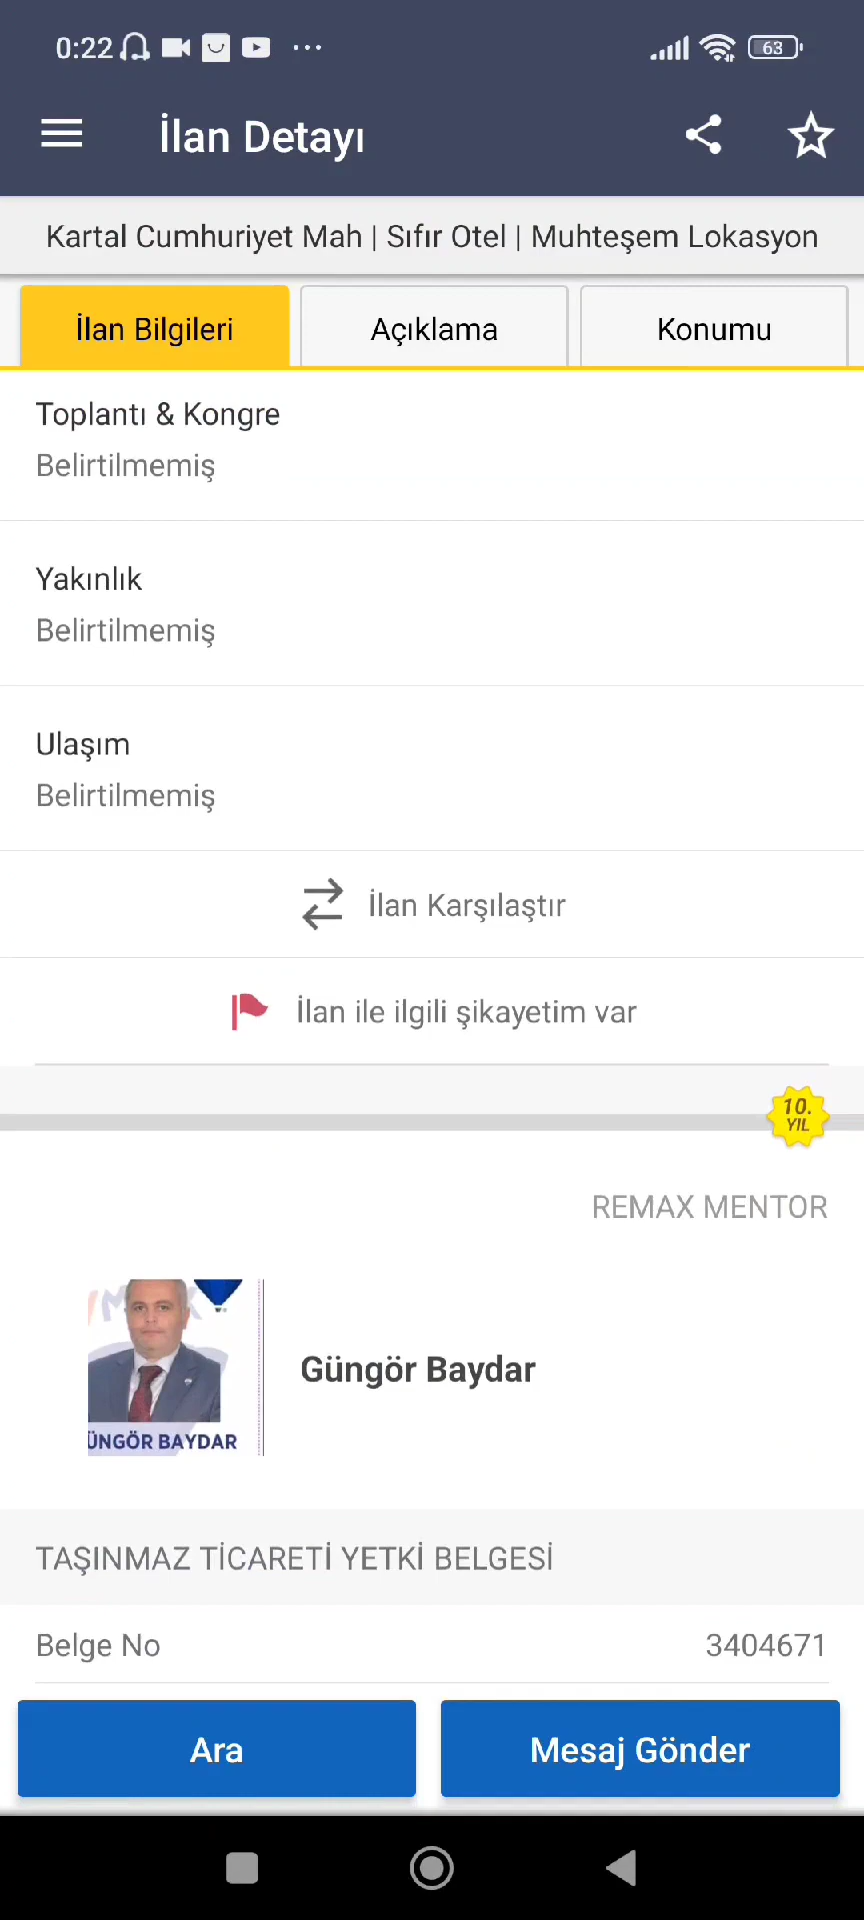 0:22
63
İlan Detayı
Kartal Cumhuriyet Mah | Sıfır Otel | Muhteşem Lokasyon
İlan Bilgileri
Açıklama
Konumu
Toplantı & Kongre
Belirtilmemiş
Yakınlık
Belirtilmemiş
Ulaşım
Belirtilmemiş
İlan Karşılaştır
İlan ile ilgili şikayetim var
10.
YIL
REMAX MENTOR
Güngör Baydar
ÜNGÖR BAYDAR
TAŞINMAZ TİCARETİ YETKİ BELGESİ
Belge No
3404671
Ara
Mesaj Gönder